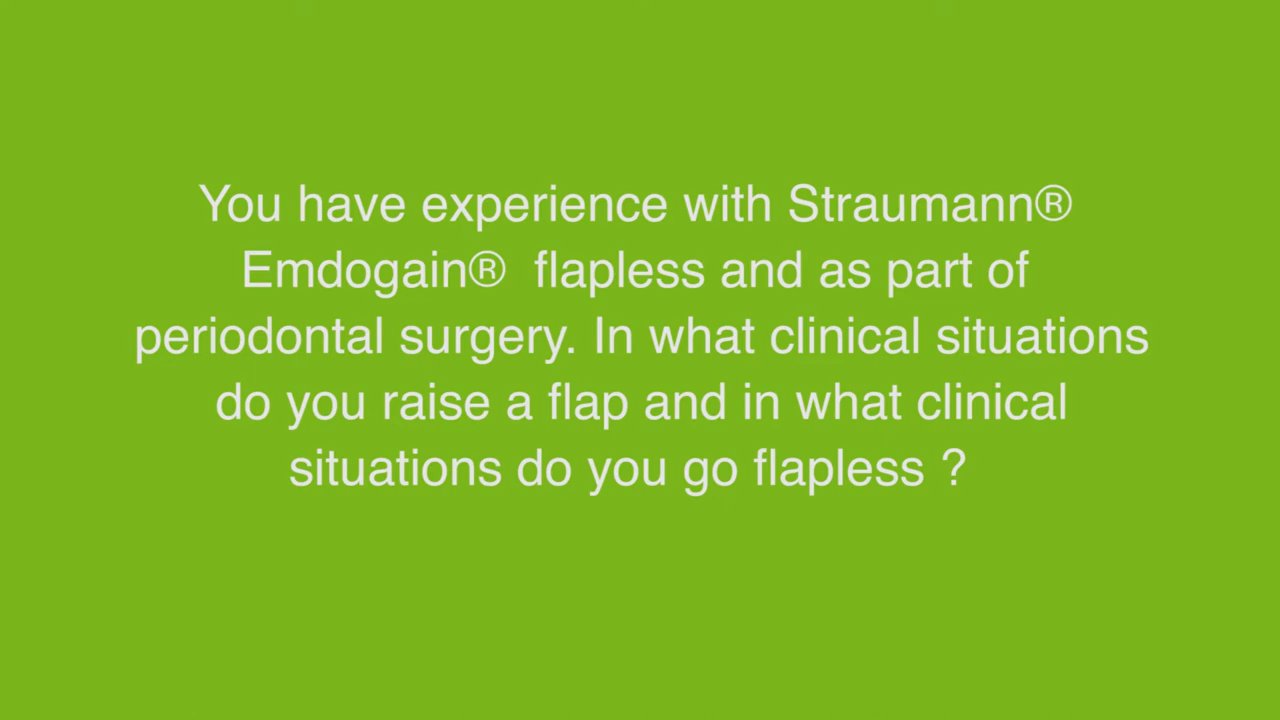 You have experience with Straumann®
Emdogain®  flapless and as part of
periodontal surgery. In what clinical situations
do you raise a flap and in what clinical
situations do you go flapless ?